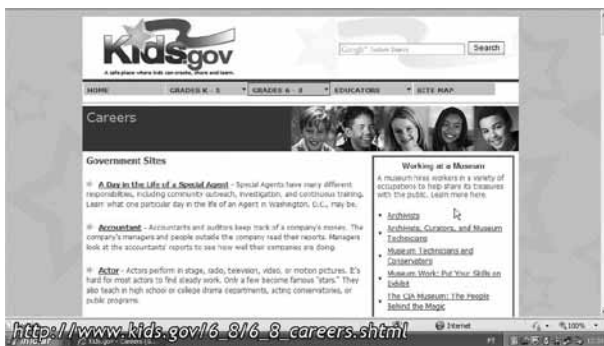 Kids.gov
A safe place where kids can create, share and learn.
Search
HOME GRADES K - 5 GRADES 6 - 8 EDUCATORS SITE MAP
Careers
Government Sites
A Day in the Life of a Special Agent - Special Agents have many different
responsibilities, including community outreach, investigation, and continuous training.
Learn what one particular day in the life of an Agent in Washington, D.C., may be.
Accountant - Accountants and auditors keep track of a company's money. The
company's managers and people outside the company read their reports. Managers
look at the accountants' reports to see how well their companies are doing.
Actor - Actors perform in stage, radio, television, video, or motion pictures. It's
hard for most actors to find steady work. Only a few become famous "stars." They
also teach in high school or college drama departments, acting conservatories, or
public programs.
Working at a Museum
A museum hires workers in a variety of
occupations to help share its treasures
with the public. Learn more here.
Archivists
Archivists, Curators, and Museum
Technicians
Museum Technicians and
Conservators
Museum Work: Put Your Skills on
Exhibit
The CIA Museum: The People
Behind the Magic
Internet 100%
http://www.kids.gov/6_8/6_8_careers.shtml
PT